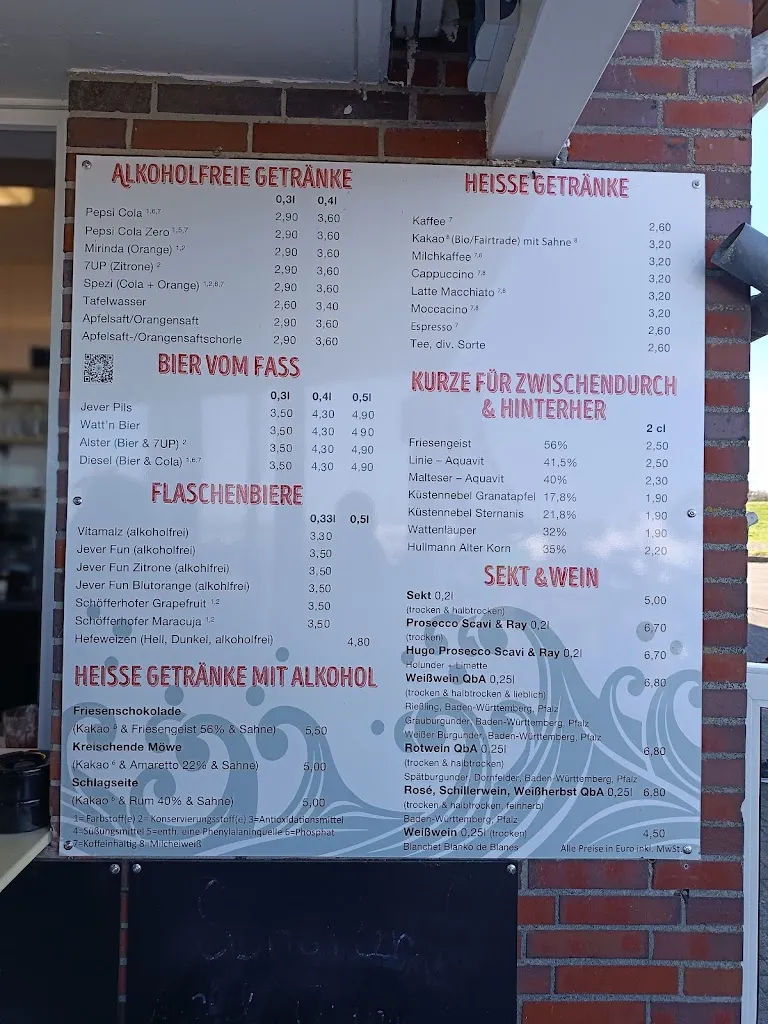 ALKOHOLFREIE GETRÄNKE
0,3l 0,4l
Pepsi Cola 1,6,7 2,90 3,60
Pepsi Cola Zero 1,5,7 2,90 3,60
Mirinda (Orange) 1,2 2,90 3,60
7UP (Zitrone) 2 2,90 3,60
Spezi (Cola + Orange) 1,2,6,7 2,90 3,60
Tafelwasser 2,60 3,40
Apfelsaft/Orangensaft 2,90 3,60
Apfelsaft-/Orangensaftschorle 2,90 3,60
BIER VOM FASS
0,3l 0,4l 0,5l
Jever Pils 3,50 4,30 4,90
Watt'n Bier 3,50 4,30 4,90
Alster (Bier & 7UP) 2 3,50 4,30 4,90
Diesel (Bier & Cola) 1,6,7 3,50 4,30 4,90
FLASCHENBIERE
0,33l 0,5l
Vitamalz (alkoholfrei) 3,30
Jever Fun (alkoholfrei) 3,50
Jever Fun Zitrone (alkohlfrei) 3,50
Jever Fun Blutorange (alkohlfrei) 3,50
Schöfferhofer Grapefruit 1,2 3,50
Schöfferhofer Maracuja 1,2 3,50
Hefeweizen (Hell, Dunkel, alkoholfrei) 4,80
HEISSE GETRÄNKE MIT ALKOHOL
Friesenschokolade
(Kakao 8 & Friesengeist 56% & Sahne) 5,50
Kreischende Möwe
(Kakao 8 & Amaretto 22% & Sahne) 5,00
Schlagseite
(Kakao 8 & Rum 40% & Sahne) 5,00
1= Farbstoff(e) 2= Konservierungsstoff(e) 3=Antioxidationsmittel
4=Süßungsmittel 5=enth. eine Phenylalaninquelle 6=Phosphat
7=Koffeinhaltig 8=Milcheiweiß
HEISSE GETRÄNKE
Kaffee 7 2,60
Kakao 8 (Bio/Fairtrade) mit Sahne 8 3,20
Milchkaffee 7,8 3,20
Cappuccino 7,8 3,20
Latte Macchiato 7,8 3,20
Moccacino 7,8 3,20
Espresso 7 2,60
Tee, div. Sorte 2,60
KURZE FÜR ZWISCHENDURCH
& HINTERHER
2 cl
Friesengeist 56% 2,50
Linie – Aquavit 41,5% 2,50
Malteser – Aquavit 40% 2,30
Küstennebel Granatapfel 17,8% 1,90
Küstennebel Sternanis 21,8% 1,90
Wattenläuper 32% 1,90
Hullmann Alter Korn 35% 2,20
SEKT & WEIN
Sekt 0,2l 5,00
(trocken & halbtrocken)
Prosecco Scavi & Ray 0,2l 6,70
(trocken)
Hugo Prosecco Scavi & Ray 0,2l 6,70
Holunder – Limette
Weißwein QbA 0,25l 6,80
(trocken & halbtrocken & lieblich)
Rießling, Baden-Württemberg, Pfalz
Grauburgunder, Baden-Württemberg, Pfalz
Weißer Burgunder, Baden-Württemberg, Pfalz
Rotwein QbA 0,25l 6,80
(trocken & halbtrocken)
Spätburgunder, Dornfelder, Baden-Württemberg, Pfalz
Rosé, Schillerwein, Weißherbst QbA 0,25l 6,80
(trocken & halbtrocken, feinherb)
Baden-Württemberg, Pfalz
Weißwein 0,25l (trocken) 4,50
Blanchet Blanko de Blanes
Alle Preise in Euro inkl. MwSt.